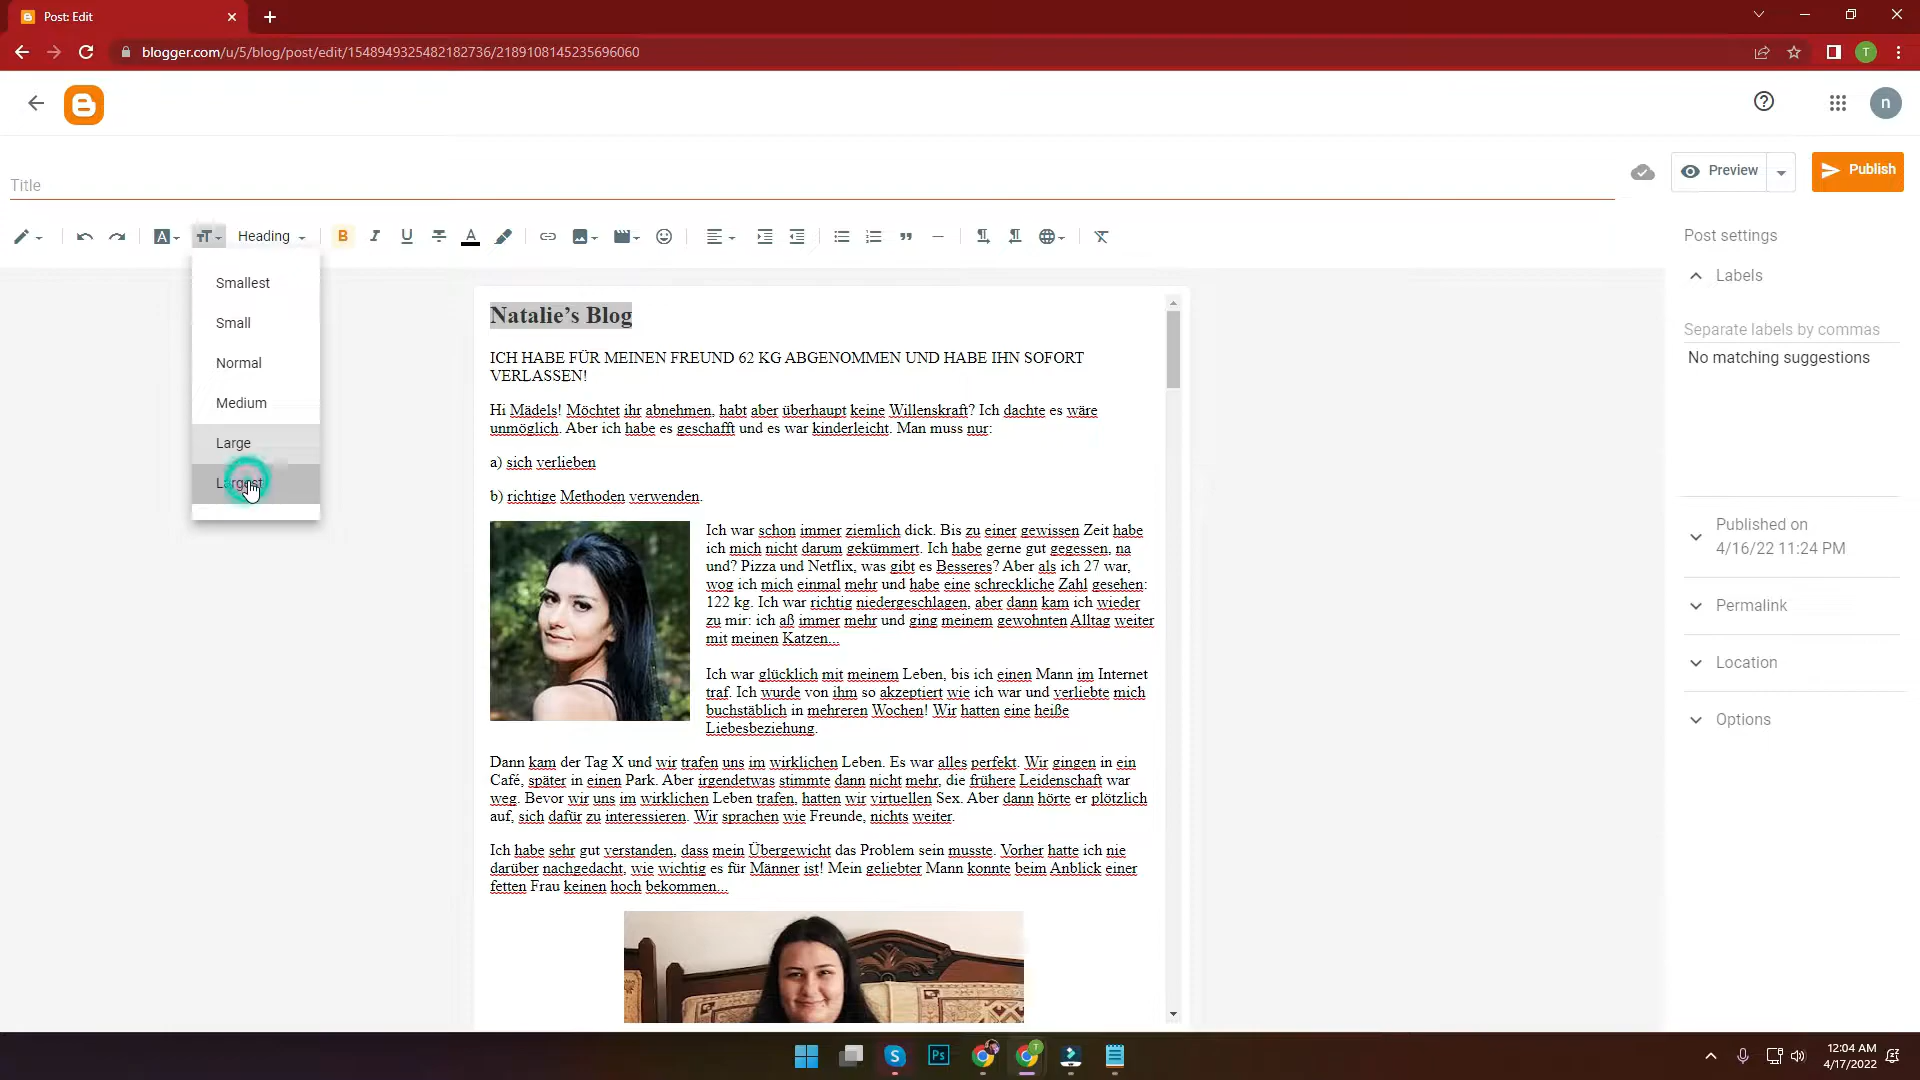 Post: Edit
blogger.com/u/5/blog/post/edit/1548949325482182736/2189108145235696060
T
n
Title
Preview
Publish
Heading
B
Smallest
Small
Normal
Medium
Large
Largest
Natalie’s Blog
ICH HABE FÜR MEINEN FREUND 62 KG ABGENOMMEN UND HABE IHN SOFORT
VERLASSEN!
Hi Mädels! Möchtet ihr abnehmen, habt aber überhaupt keine Willenskraft? Ich dachte es wäre
unmöglich. Aber ich habe es geschafft und es war kinderleicht. Man muss nur:
a) sich verlieben
b) richtige Methoden verwenden.
Ich war schon immer ziemlich dick. Bis zu einer gewissen Zeit habe
ich mich nicht darum gekümmert. Ich habe gerne gut gegessen, na
und? Pizza und Netflix, was gibt es Besseres? Aber als ich 27 war,
wog ich mich einmal mehr und habe eine schreckliche Zahl gesehen:
122 kg. Ich war richtig niedergeschlagen, aber dann kam ich wieder
zu mir: ich aß immer mehr und ging meinem gewohnten Alltag weiter
mit meinen Katzen...
Ich war glücklich mit meinem Leben, bis ich einen Mann im Internet
traf. Ich wurde von ihm so akzeptiert wie ich war und verliebte mich
buchstäblich in mehreren Wochen! Wir hatten eine heiße
Liebesbeziehung.
Dann kam der Tag X und wir trafen uns im wirklichen Leben. Es war alles perfekt. Wir gingen in ein
Café, später in einen Park. Aber irgendetwas stimmte dann nicht mehr, die frühere Leidenschaft war
weg. Bevor wir uns im wirklichen Leben trafen, hatten wir virtuellen Sex. Aber dann hörte er plötzlich
auf, sich dafür zu interessieren. Wir sprachen wie Freunde, nichts weiter.
Ich habe sehr gut verstanden, dass mein Übergewicht das Problem sein musste. Vorher hatte ich nie
darüber nachgedacht, wie wichtig es für Männer ist! Mein geliebter Mann konnte beim Anblick einer
fetten Frau keinen hoch bekommen...
Post settings
Labels
Separate labels by commas
No matching suggestions
Published on
4/16/22 11:24 PM
Permalink
Location
Options
12:04 AM
4/17/2022